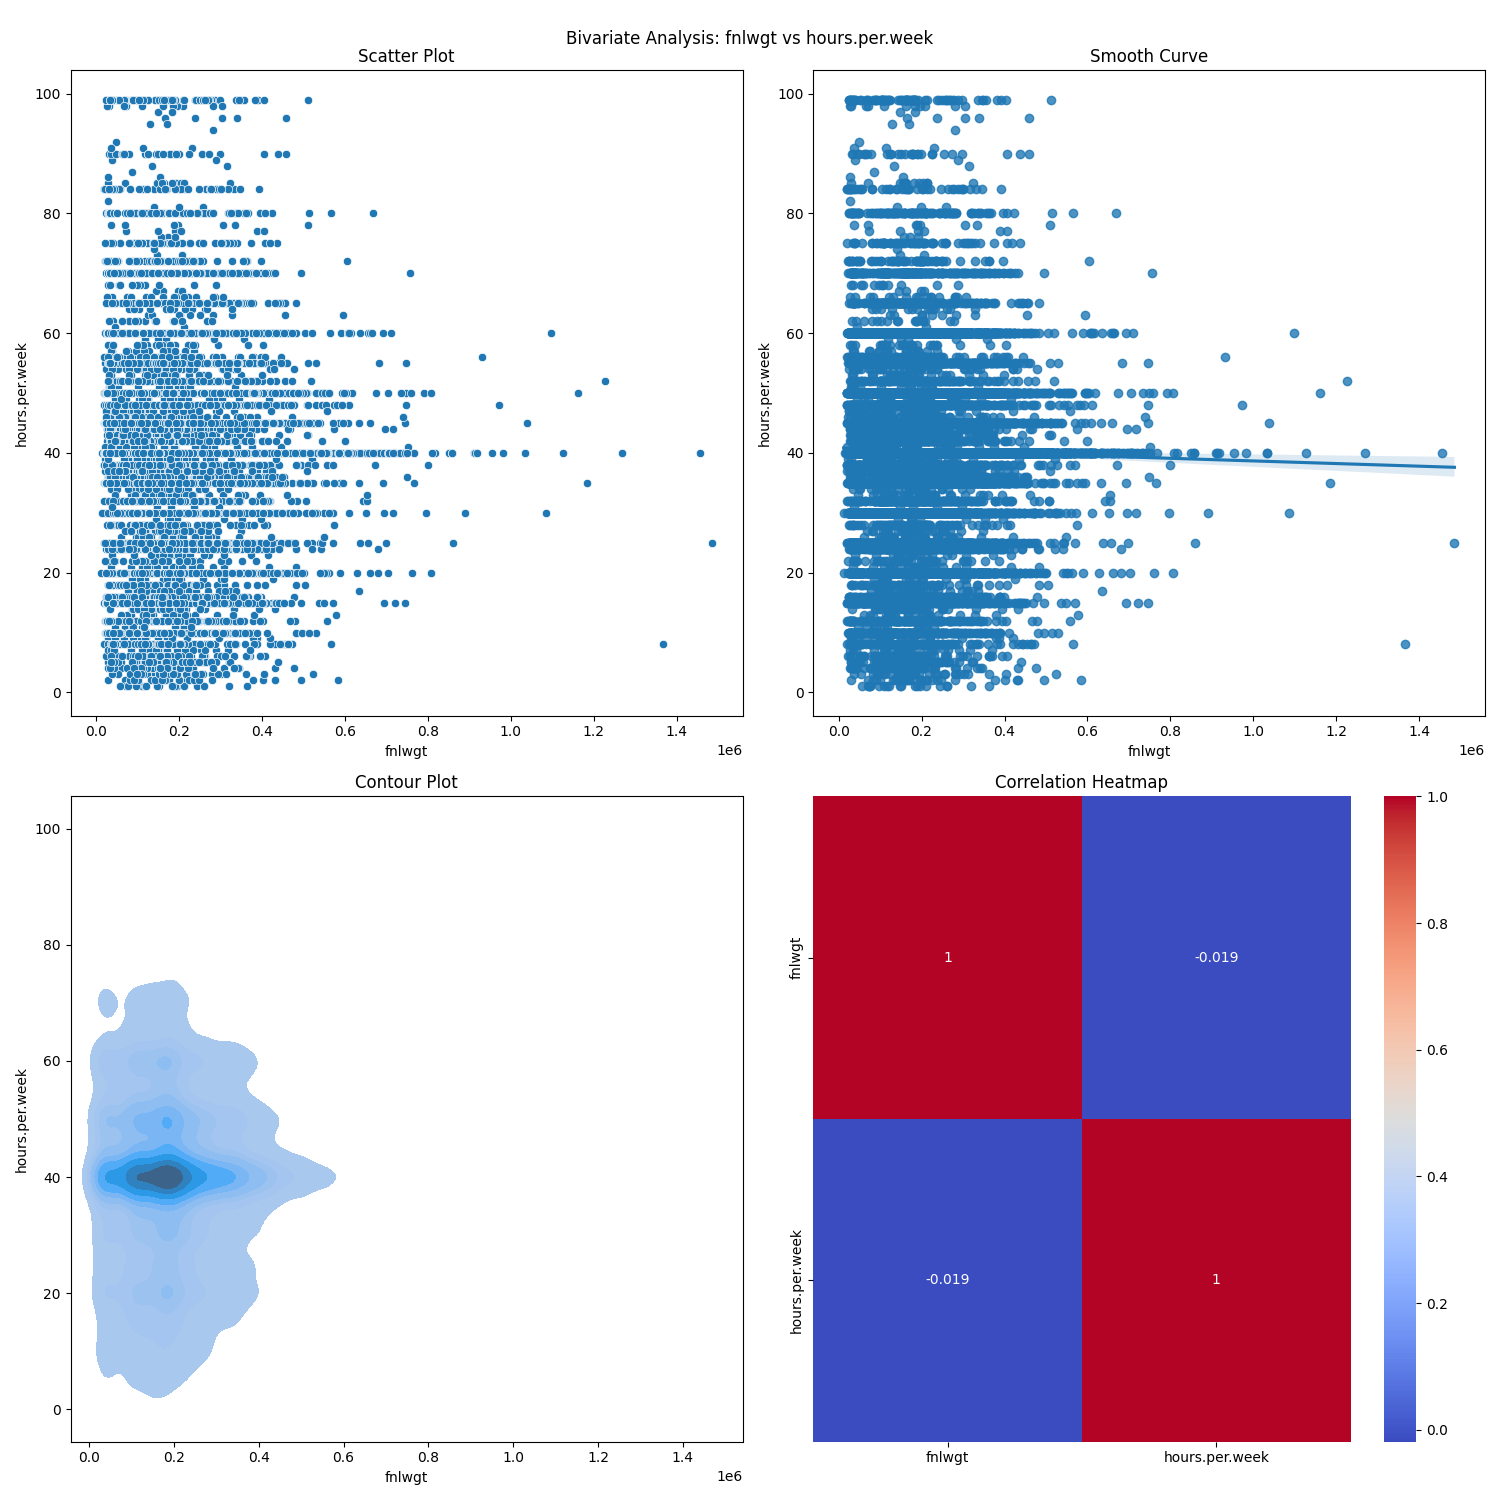 Bivariate Analysis: fnlwgt vs hours.per.week
Scatter Plot
100
80
60
40
20
0
hours.per.week
0.0 0.2 0.4 0.6 0.8 1.0 1.2 1.4
1e6
fnlwgt
Smooth Curve
100
80
60
40
20
0
hours.per.week
0.0 0.2 0.4 0.6 0.8 1.0 1.2 1.4
1e6
fnlwgt
Contour Plot
100
80
60
40
20
0
hours.per.week
0.0 0.2 0.4 0.6 0.8 1.0 1.2 1.4
1e6
fnlwgt
Correlation Heatmap
fnlwgt
1 -0.019
hours.per.week
-0.019 1
fnlwgt hours.per.week
1.0
0.8
0.6
0.4
0.2
0.0